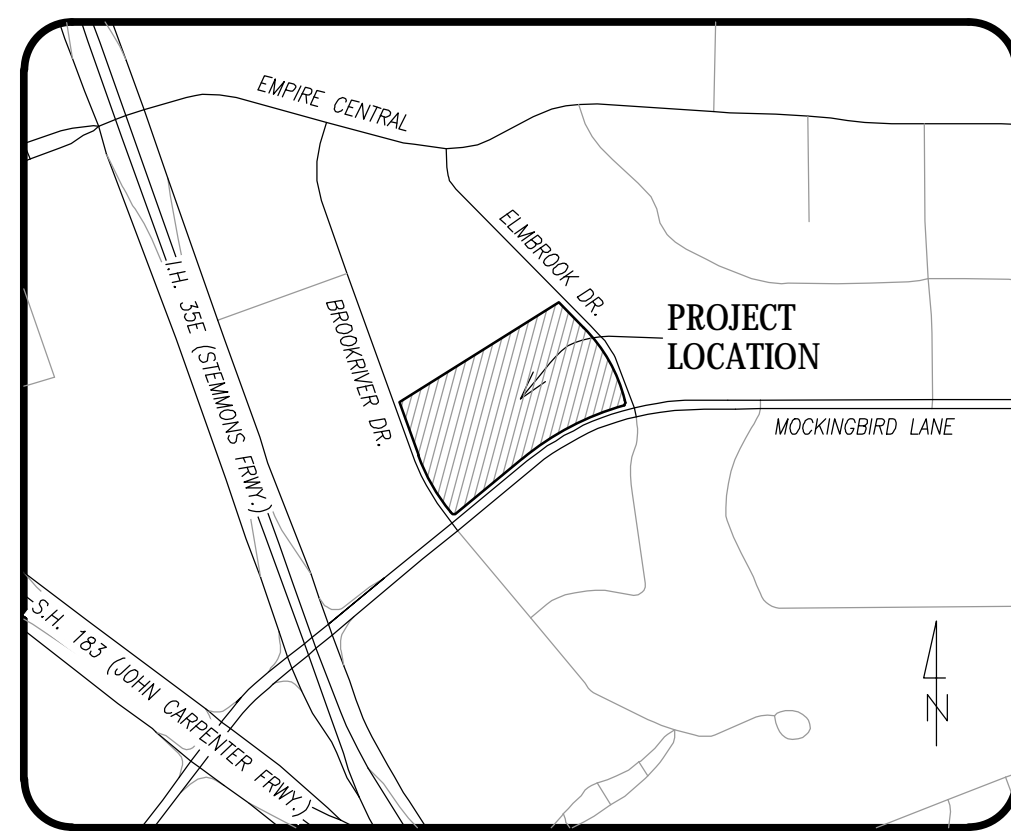 EMPIRE CENTRAL
ELMBROOK DR.
I.H. 35E (STEMMONS FRWY.)
BROOKRIVER DR.
PROJECT
LOCATION
MOCKINGBIRD LANE
S.H. 183 (JOHN CARPENTER FRWY.)
N